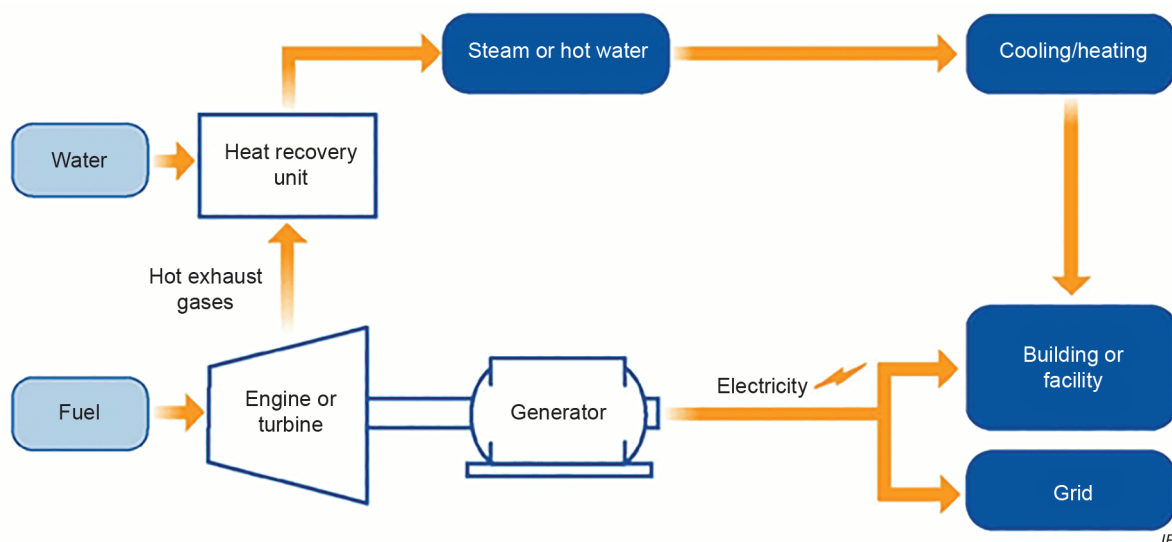 Steam or hot water
Cooling/heating
Water
Heat recovery
unit
Hot exhaust
gases
Building or
facility
Electricity
Fuel
Engine or
turbine
Generator
Grid